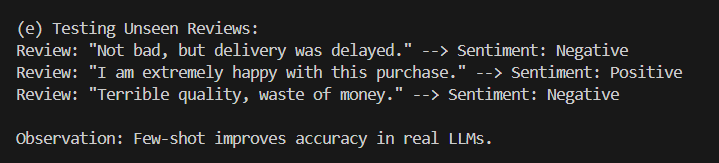 (e) Testing Unseen Reviews:
Review: "Not bad, but delivery was delayed." --> Sentiment: Negative
Review: "I am extremely happy with this purchase." --> Sentiment: Positive
Review: "Terrible quality, waste of money." --> Sentiment: Negative
Observation: Few-shot improves accuracy in real LLMs.